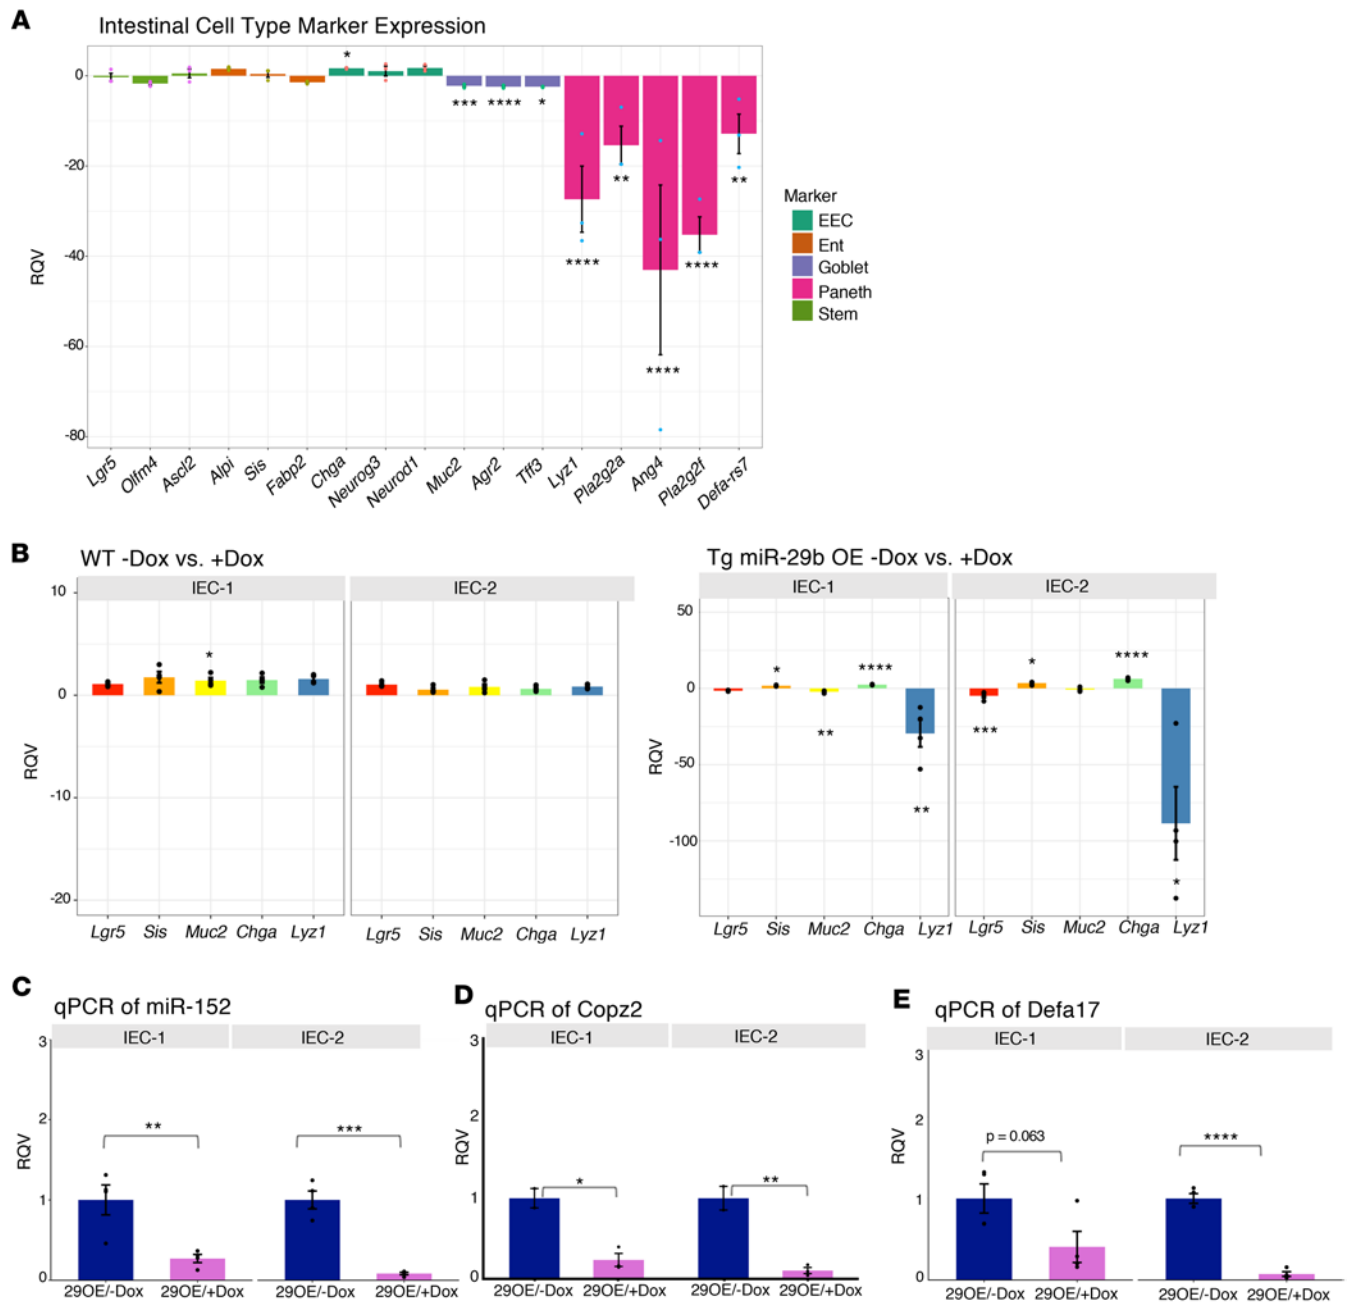 A
Intestinal Cell Type Marker Expression
RQV
0
-20
-40
-60
-80
*
***
****
*
****
**
****
****
**
Lgr5
Olfm4
Ascl2
Alpi
Sis
Fabp2
Chga
Neurog3
Neurod1
Muc2
Agr2
Tff3
Lyz1
Pla2g2a
Ang4
Pla2g2f
Defa-rs7
Marker
EEC
Ent
Goblet
Paneth
Stem
B
WT -Dox vs. +Dox
IEC-1
IEC-2
RQV
10
0
-10
-20
*
Lgr5 Sis Muc2 Chga Lyz1
Lgr5 Sis Muc2 Chga Lyz1
Tg miR-29b OE -Dox vs. +Dox
IEC-1
IEC-2
RQV
50
0
-50
-100
*
**
****
**
***
*
****
*
Lgr5 Sis Muc2 Chga Lyz1
Lgr5 Sis Muc2 Chga Lyz1
C
qPCR of miR-152
IEC-1
IEC-2
RQV
3
2
1
0
**
***
29OE/-Dox 29OE/+Dox
29OE/-Dox 29OE/+Dox
D
qPCR of Copz2
IEC-1
IEC-2
RQV
3
2
1
0
*
**
29OE/-Dox 29OE/+Dox
29OE/-Dox 29OE/+Dox
E
qPCR of Defa17
IEC-1
IEC-2
RQV
3
2
1
0
p = 0.063
****
29OE/-Dox 29OE/+Dox
29OE/-Dox 29OE/+Dox